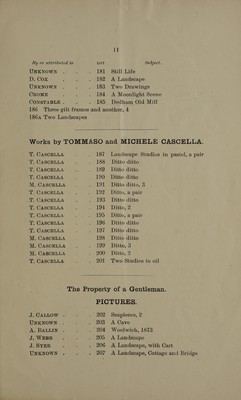 11
By or attributed to LOT Subject.
UNKNOWN . . . 181 Still Life
D. COX . . . 182 A Landscape
UNKNOWN . . . 183 Two Drawings
CROME . . . 184 A Moonlight Scene
CONSTABLE . . . 185 Dedham Old Mill
186 Three gilt frames and another, 4
186A Two Landscapes
Works by TOMMASO and MICHELE CASCELLA.
T. CASCELLA . . 187 Landscape Studies in pastel, a pair
T. CASCELLA . . 188 Ditto ditto
T. CASCELLA . . 189 Ditto ditto
T. CASCELLA . . 190 Ditto ditto
M. CASCELLA . . 191 Ditto ditto, 3
T. CASCELLA . . 192 Ditto, a pair
T. CASCELLA . . 193 Ditto ditto
T. CASCELLA . . 194 Ditto, 2
T. CASCELLA . . 195 Ditto, a pair
T. CASCELLA . . 196 Ditto ditto
T. CASCELLA . . 197 Ditto ditto
M. CASCELLA . . 198 Ditto ditto
M. CASCELLA . . 199 Ditto, 3
M. CASCELLA . . 200 Ditto, 2
T. CASCELLA . . 201 Two Studies in oil
The Property of a Gentleman.
PICTURES.
J. CALLOW . . . 202 Seapieces, 2
UNKNOWN . . . 203 A Cave
A. BALLIN . . . 204 Woolwich, 1873
J. WEBB . . . 205 A Landscape
J. SYER . . . 206 A Landscape, with Cart
UNKNOWN . . . 207 A Landscape, Cottage and Bridge